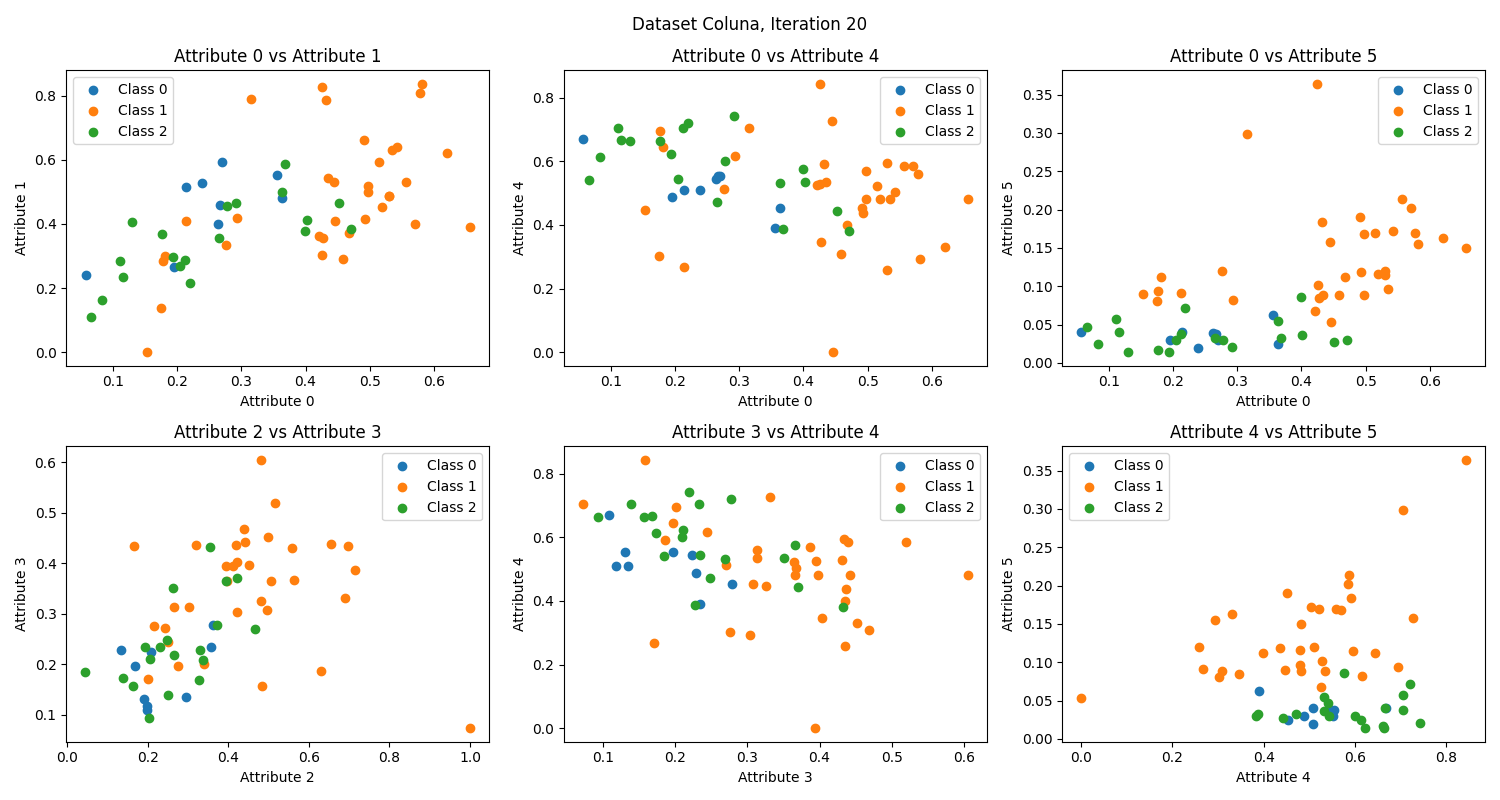 Dataset Coluna, Iteration 20
Attribute 0 vs Attribute 1
Class 0
Class 1
Class 2
0.8
0.6
0.4
0.2
0.0
Attribute 1
0.1 0.2 0.3 0.4 0.5 0.6
Attribute 0
Attribute 0 vs Attribute 4
Class 0
Class 1
Class 2
0.8
0.6
0.4
0.2
0.0
Attribute 4
0.1 0.2 0.3 0.4 0.5 0.6
Attribute 0
Attribute 0 vs Attribute 5
Class 0
Class 1
Class 2
0.35
0.30
0.25
0.20
0.15
0.10
0.05
0.00
Attribute 5
0.1 0.2 0.3 0.4 0.5 0.6
Attribute 0
Attribute 2 vs Attribute 3
Class 0
Class 1
Class 2
0.6
0.5
0.4
0.3
0.2
0.1
Attribute 3
0.0 0.2 0.4 0.6 0.8 1.0
Attribute 2
Attribute 3 vs Attribute 4
Class 0
Class 1
Class 2
0.8
0.6
0.4
0.2
0.0
Attribute 4
0.1 0.2 0.3 0.4 0.5 0.6
Attribute 3
Attribute 4 vs Attribute 5
Class 0
Class 1
Class 2
0.35
0.30
0.25
0.20
0.15
0.10
0.05
0.00
Attribute 5
0.0 0.2 0.4 0.6 0.8
Attribute 4